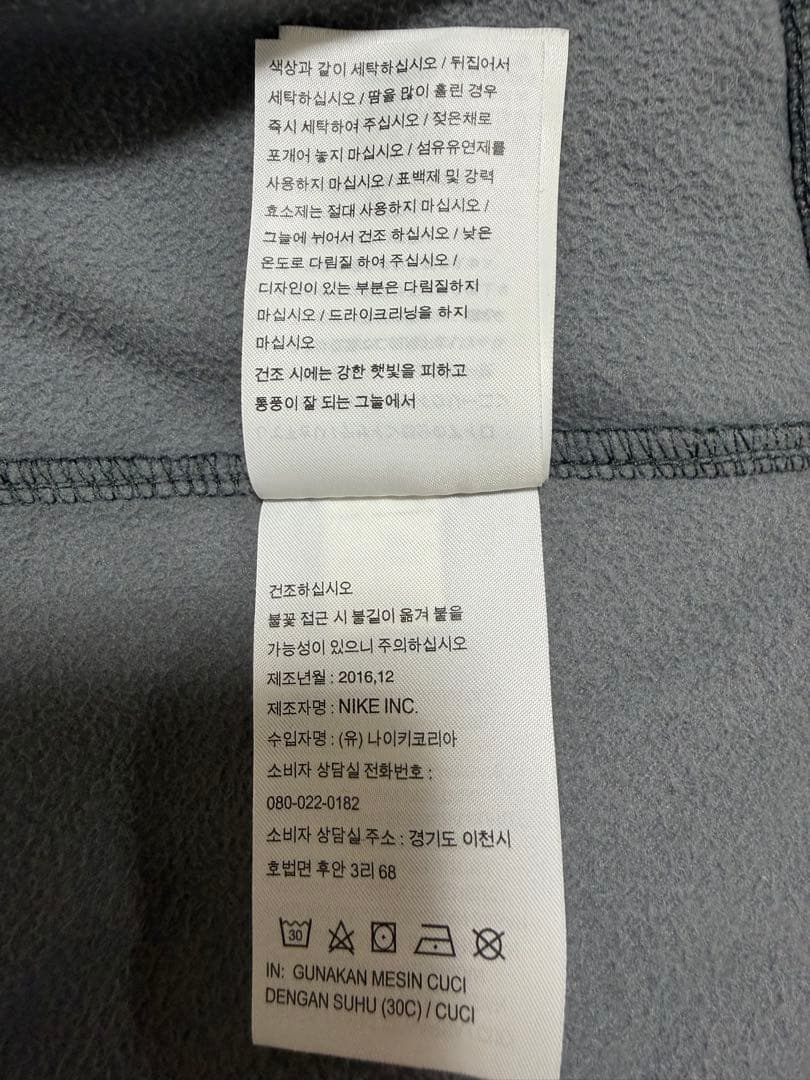 색상과 같이 세탁하십시오 / 뒤집어서
세탁하십시오 / 땀을 많이 흘린 경우
즉시 세탁하여 주십시오 / 젖은채로
포개어 놓지 마십시오 / 섬유유연제를
사용하지 마십시오 / 표백제 및 강력
효소제는 절대 사용하지 마십시오 /
그늘에 뉘어서 건조 하십시오 / 낮은
온도로 다림질 하여 주십시오 /
디자인이 있는 부분은 다림질하지
마십시오 / 드라이크리닝을 하지
마십시오
건조 시에는 강한 햇빛을 피하고
통풍이 잘 되는 그늘에서
건조하십시오
불꽃 접근 시 불길이 옮겨 붙을
가능성이 있으니 주의하십시오
제조년월 : 2016,12
제조자명 : NIKE INC.
수입자명 : (유) 나이키코리아
소비자 상담실 전화번호 :
080-022-0182
소비자 상담실 주소 : 경기도 이천시
호법면 후안 3리 68
30
IN: GUNAKAN MESIN CUCI
DENGAN SUHU (30C) / CUCI